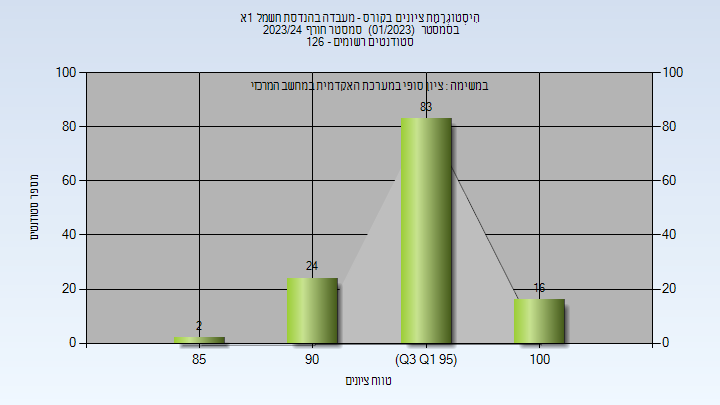 היסטוגרמת ציונים בקורס - מעבדה בהנדסת חשמל 1א
בסמסטר (01/2023) סמסטר חורף 2023/24
סטודנטים רשומים - 126
במשימה : ציון סופי במערכת האקדמית במחשב המרכזי
מספר סטודנטים
100
80
60
40
20
0
100
80
60
40
20
0
2
24
83
16
85
90
(Q3 Q1 95)
100
טווח ציונים